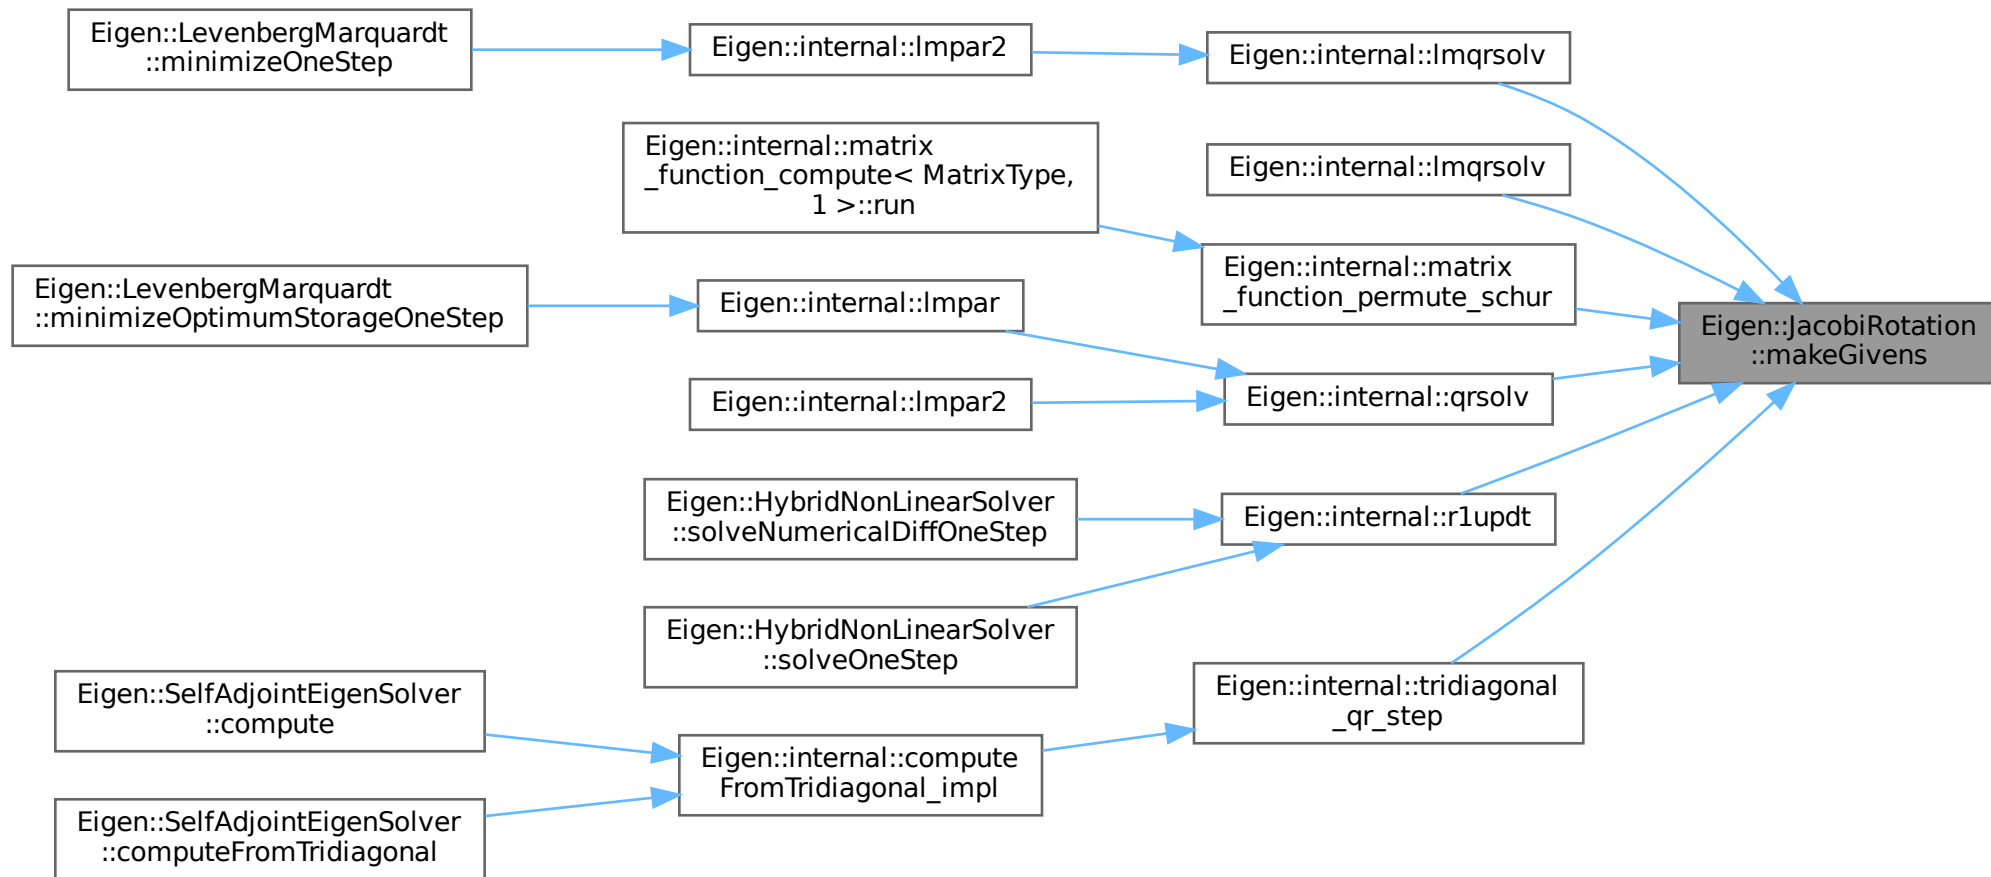 Eigen::LevenbergMarquardt
::minimizeOneStep
Eigen::internal::lmpar2
Eigen::internal::lmqrsolv
Eigen::internal::matrix
_function_compute< MatrixType,
1 >::run
Eigen::internal::lmqrsolv
Eigen::internal::matrix
_function_permute_schur
Eigen::LevenbergMarquardt
::minimizeOptimumStorageOneStep
Eigen::internal::lmpar
Eigen::JacobiRotation
::makeGivens
Eigen::internal::lmpar2
Eigen::internal::qrsolv
Eigen::HybridNonLinearSolver
::solveNumericalDiffOneStep
Eigen::internal::r1updt
Eigen::HybridNonLinearSolver
::solveOneStep
Eigen::SelfAdjointEigenSolver
::compute
Eigen::internal::tridiagonal
_qr_step
Eigen::internal::compute
FromTridiagonal_impl
Eigen::SelfAdjointEigenSolver
::computeFromTridiagonal